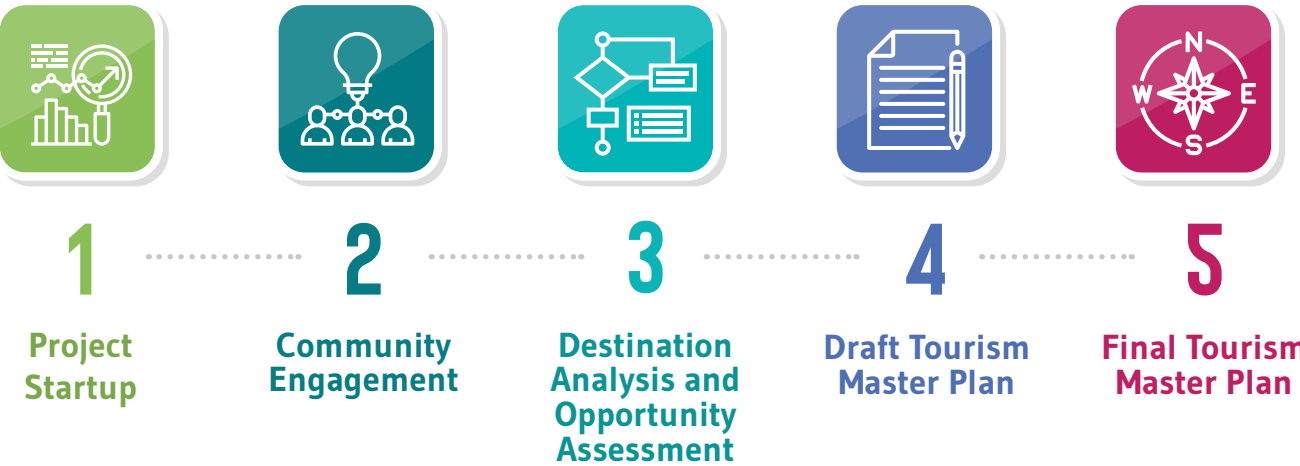 N
W E
S
1
2
3
4
5
Project
Startup
Community
Engagement
Destination
Analysis and
Opportunity
Assessment
Draft Tourism
Master Plan
Final Tourism
Master Plan